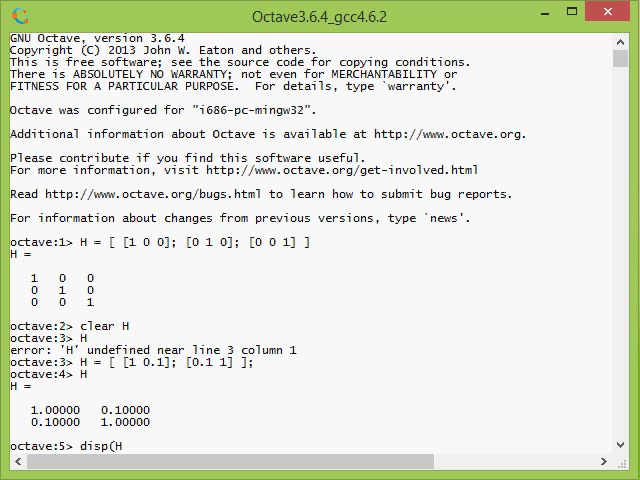 Octave3.6.4_gcc4.6.2
GNU Octave, version 3.6.4
Copyright (C) 2013 John W. Eaton and others.
This is free software; see the source code for copying conditions.
There is ABSOLUTELY NO WARRANTY; not even for MERCHANTABILITY or
FITNESS FOR A PARTICULAR PURPOSE.  For details, type `warranty'.
Octave was configured for "i686-pc-mingw32".
Additional information about Octave is available at http://www.octave.org.
Please contribute if you find this software useful.
For more information, visit http://www.octave.org/get-involved.html
Read http://www.octave.org/bugs.html to learn how to submit bug reports.
For information about changes from previous versions, type `news'.
octave:1> H = [ [1 0 0]; [0 1 0]; [0 0 1] ]
H =
1   0   0
0   1   0
0   0   1
octave:2> clear H
octave:3> H
error: 'H' undefined near line 3 column 1
octave:3> H = [ [1 0.1]; [0.1 1] ];
octave:4> H
H =
1.00000   0.10000
0.10000   1.00000
octave:5> disp(H